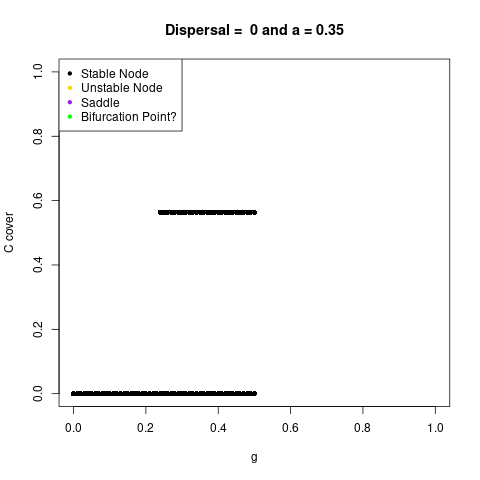 Dispersal =  0 and a = 0.35
Stable Node
Unstable Node
Saddle
Bifurcation Point?
C cover
1.0
0.8
0.6
0.4
0.2
0.0
0.0 0.2 0.4 0.6 0.8 1.0
g